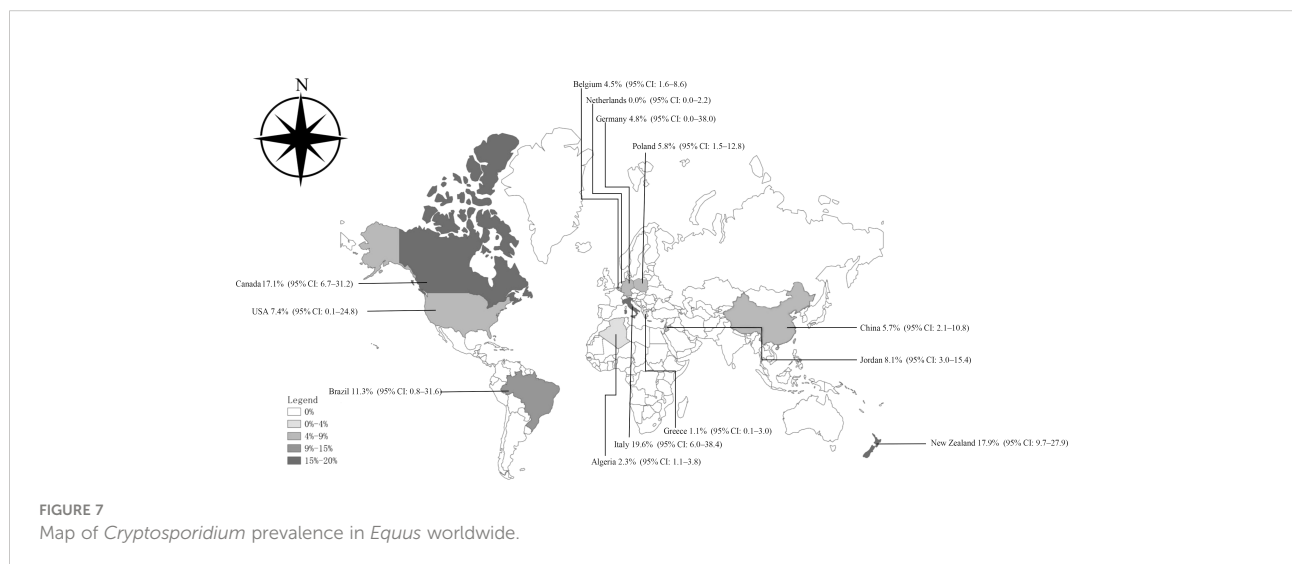 N
Belgium 4.5% (95% CI: 1.6–8.6)
Netherlands 0.0% (95% CI: 0.0–2.2)
Germany 4.8% (95% CI: 0.0–38.0)
Poland 5.8% (95% CI: 1.5–12.8)
Canada 17.1% (95% CI: 6.7–31.2)
USA 7.4% (95% CI: 0.1–24.8)
China 5.7% (95% CI: 2.1–10.8)
Jordan 8.1% (95% CI: 3.0–15.4)
Brazil 11.3% (95% CI: 0.8–31.6)
Legend
0%
0%-4%
4%-9%
9%-15%
15%-20%
Greece 1.1% (95% CI: 0.1–3.0)
Italy 19.6% (95% CI: 6.0–38.4)
New Zealand 17.9% (95% CI: 9.7–27.9)
Algeria 2.3% (95% CI: 1.1–3.8)
FIGURE 7
Map of Cryptosporidium prevalence in Equus worldwide.